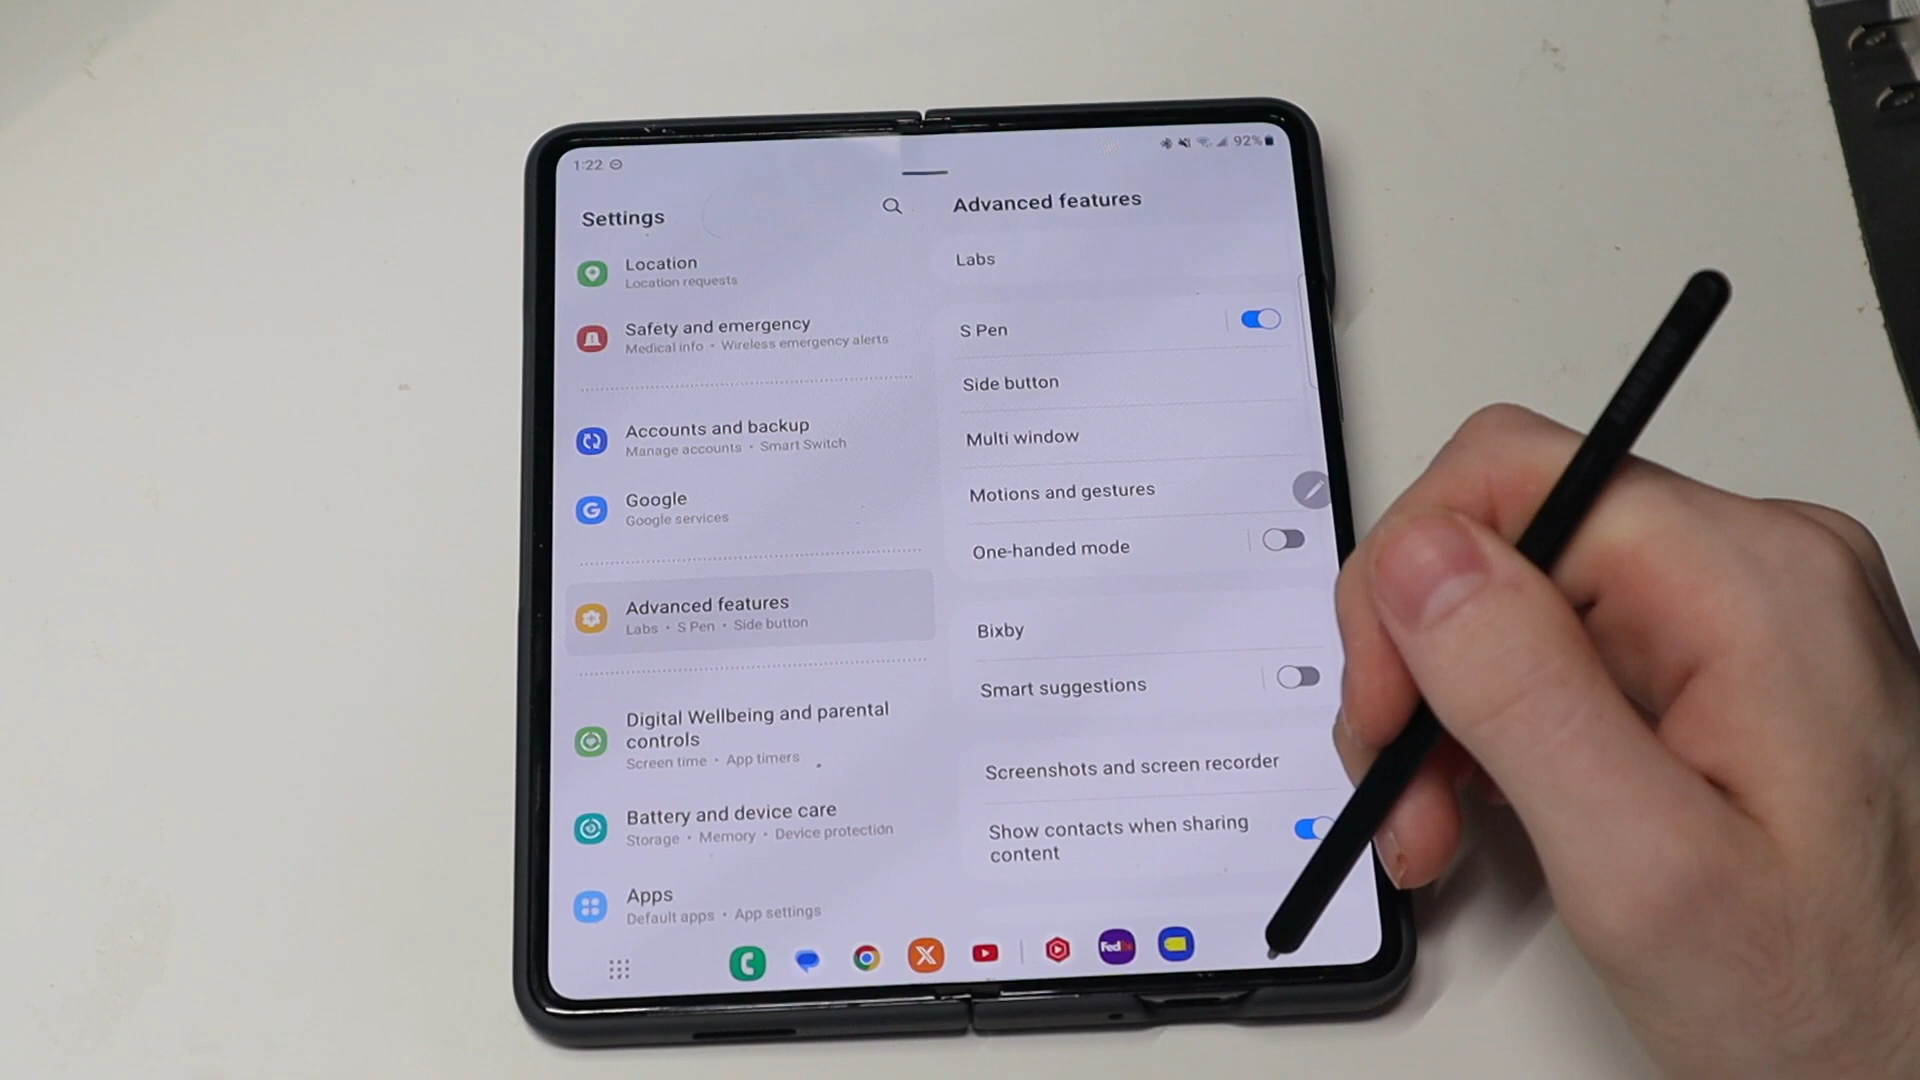 1:22
92%
Settings
Location
Location requests
Safety and emergency
Medical info • Wireless emergency alerts
Accounts and backup
Manage accounts • Smart Switch
Google
Google services
Advanced features
Labs • S Pen • Side button
Digital Wellbeing and parental
controls
Screen time • App timers
Battery and device care
Storage • Memory • Device protection
Apps
Default apps • App settings
Advanced features
Labs
S Pen
Side button
Multi window
Motions and gestures
One-handed mode
Bixby
Smart suggestions
Screenshots and screen recorder
Show contacts when sharing
content
FedEx
SAMSUNG